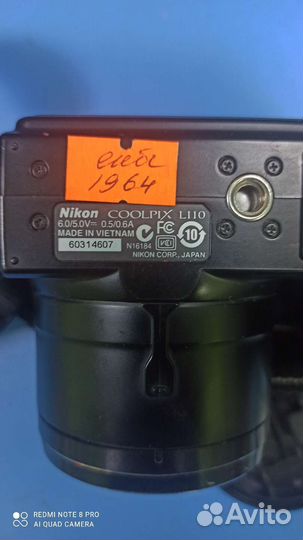 1964
Nikon COOLPIX L110
6.0/5.0V⎓ 0.5/0.6A
MADE IN VIETNAM
60314607
N16184
FC
10
NIKON CORP., JAPAN
REDMI NOTE 8 PRO
AI QUAD CAMERA
Avito